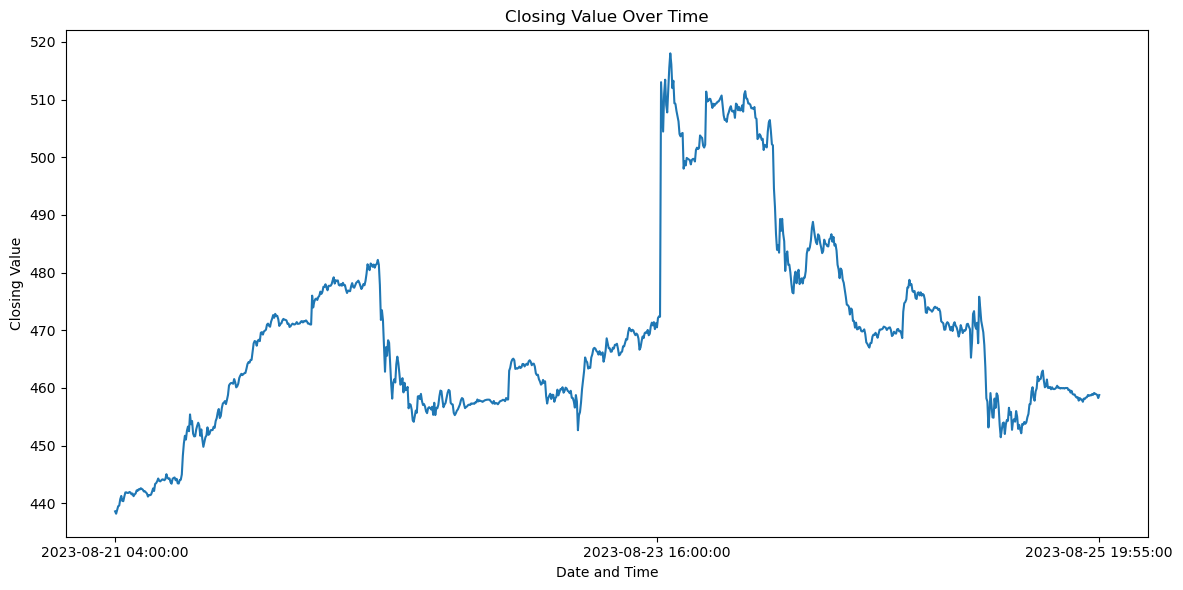 Closing Value Over Time
520
510
500
490
480
470
460
450
440
Closing Value
2023-08-21 04:00:00 2023-08-23 16:00:00 2023-08-25 19:55:00
Date and Time